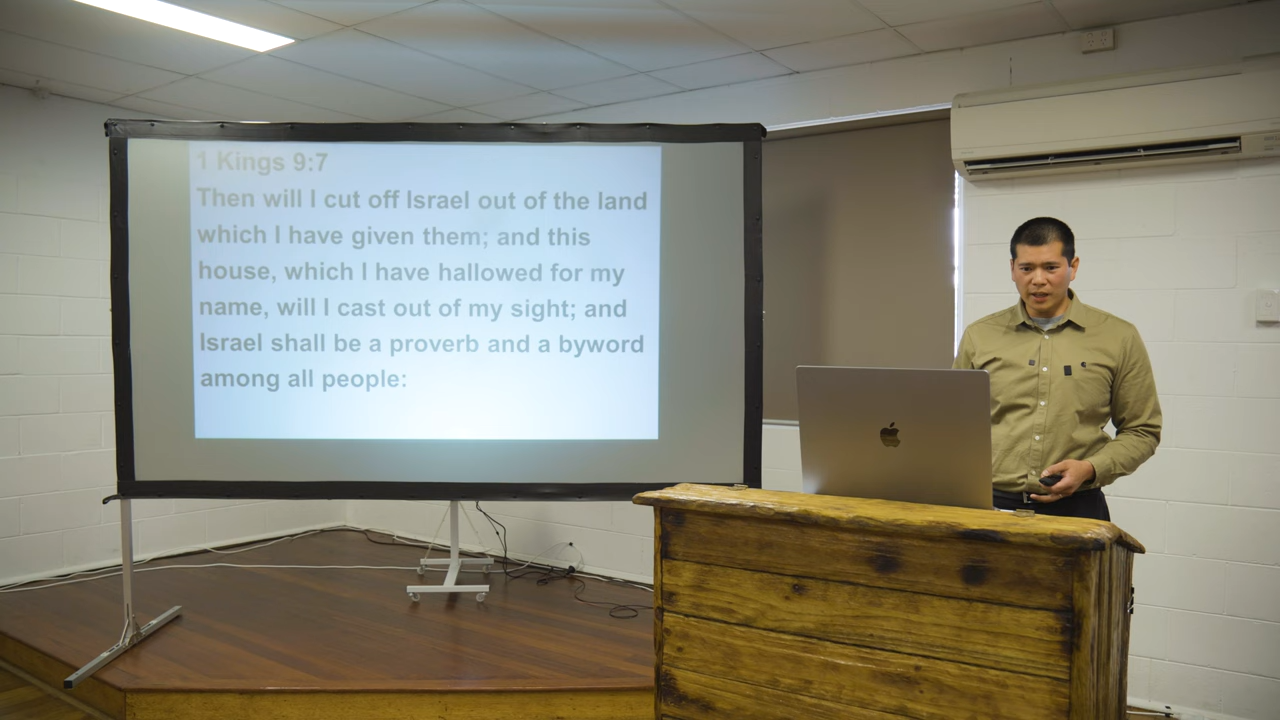 1 Kings 9:7
Then will I cut off Israel out of the land
which I have given them; and this
house, which I have hallowed for my
name, will I cast out of my sight; and
Israel shall be a proverb and a byword
among all people: